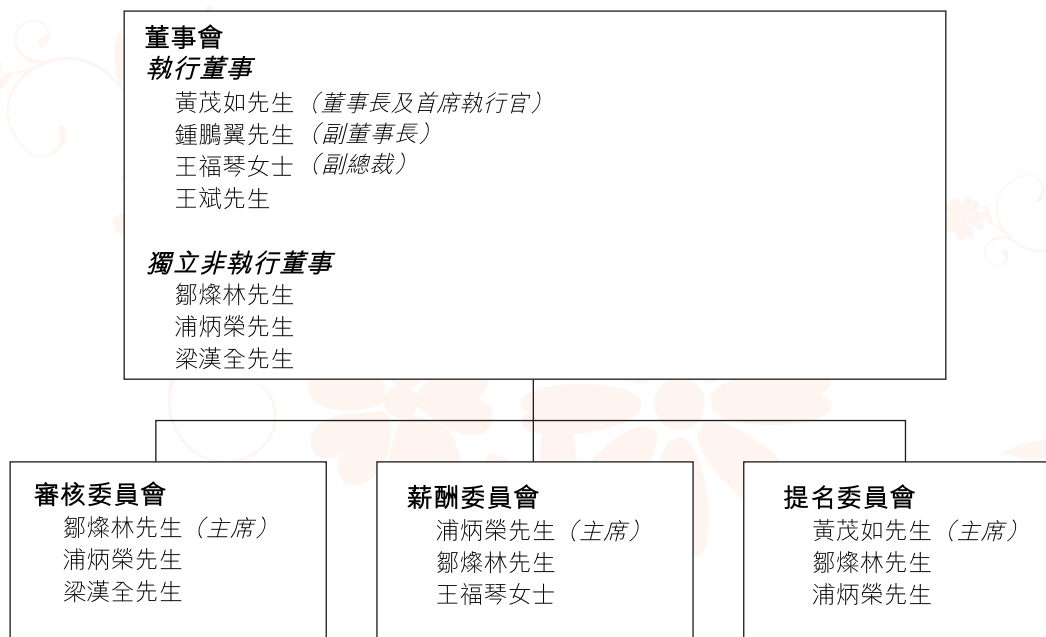 董事會
執行董事
黃茂如先生（董事長及首席執行官）
鍾鵬翼先生（副董事長）
王福琴女士（副總裁）
王斌先生
獨立非執行董事
鄒燦林先生
浦炳榮先生
梁漢全先生
審核委員會
鄒燦林先生（主席）
浦炳榮先生
梁漢全先生
薪酬委員會
浦炳榮先生（主席）
鄒燦林先生
王福琴女士
提名委員會
黃茂如先生（主席）
鄒燦林先生
浦炳榮先生